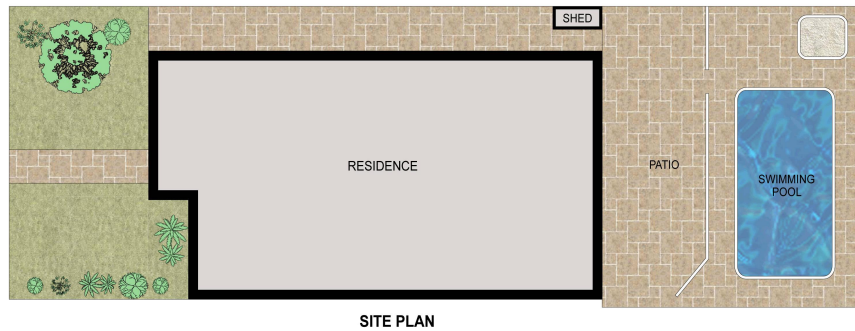 SHED
RESIDENCE
PATIO
SWIMMING
POOL
SITE PLAN